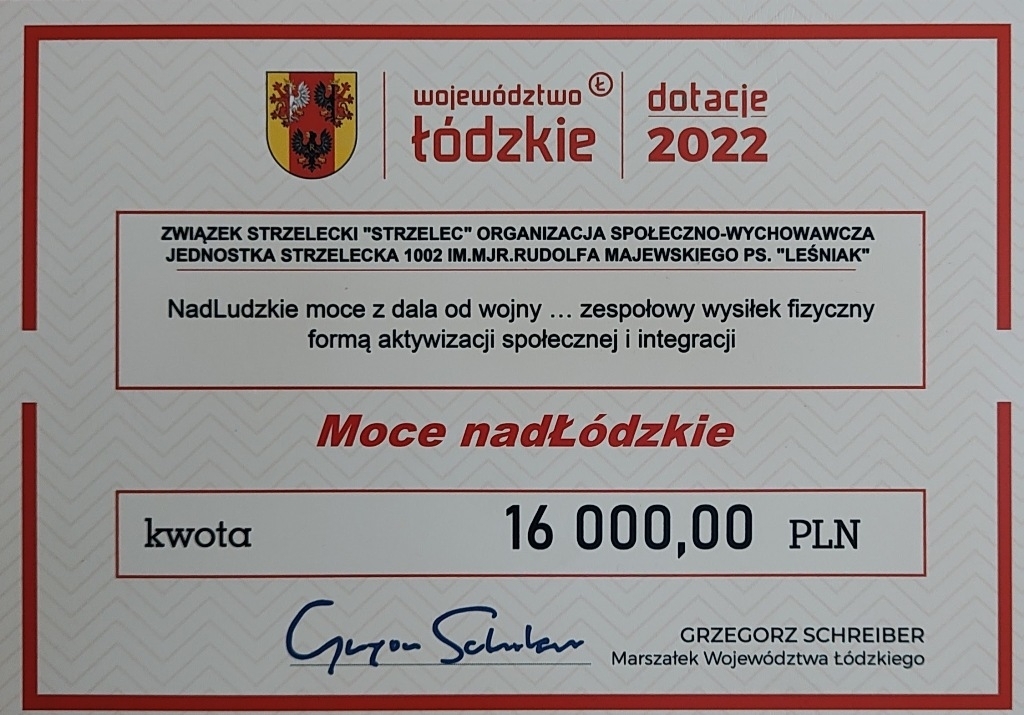 województwo Ł
łódzkie
dotacje
2022
ZWIĄZEK STRZELECKI "STRZELEC" ORGANIZACJA SPOŁECZNO-WYCHOWAWCZA
JEDNOSTKA STRZELECKA 1002 IM.MJR.RUDOLFA MAJEWSKIEGO PS. "LEŚNIAK"
NadLudzkie moce z dala od wojny … zespołowy wysiłek fizyczny
formą aktywizacji społecznej i integracji
Moce nadŁódzkie
kwota 16 000,00 PLN
GRZEGORZ SCHREIBER
Marszałek Województwa Łódzkiego